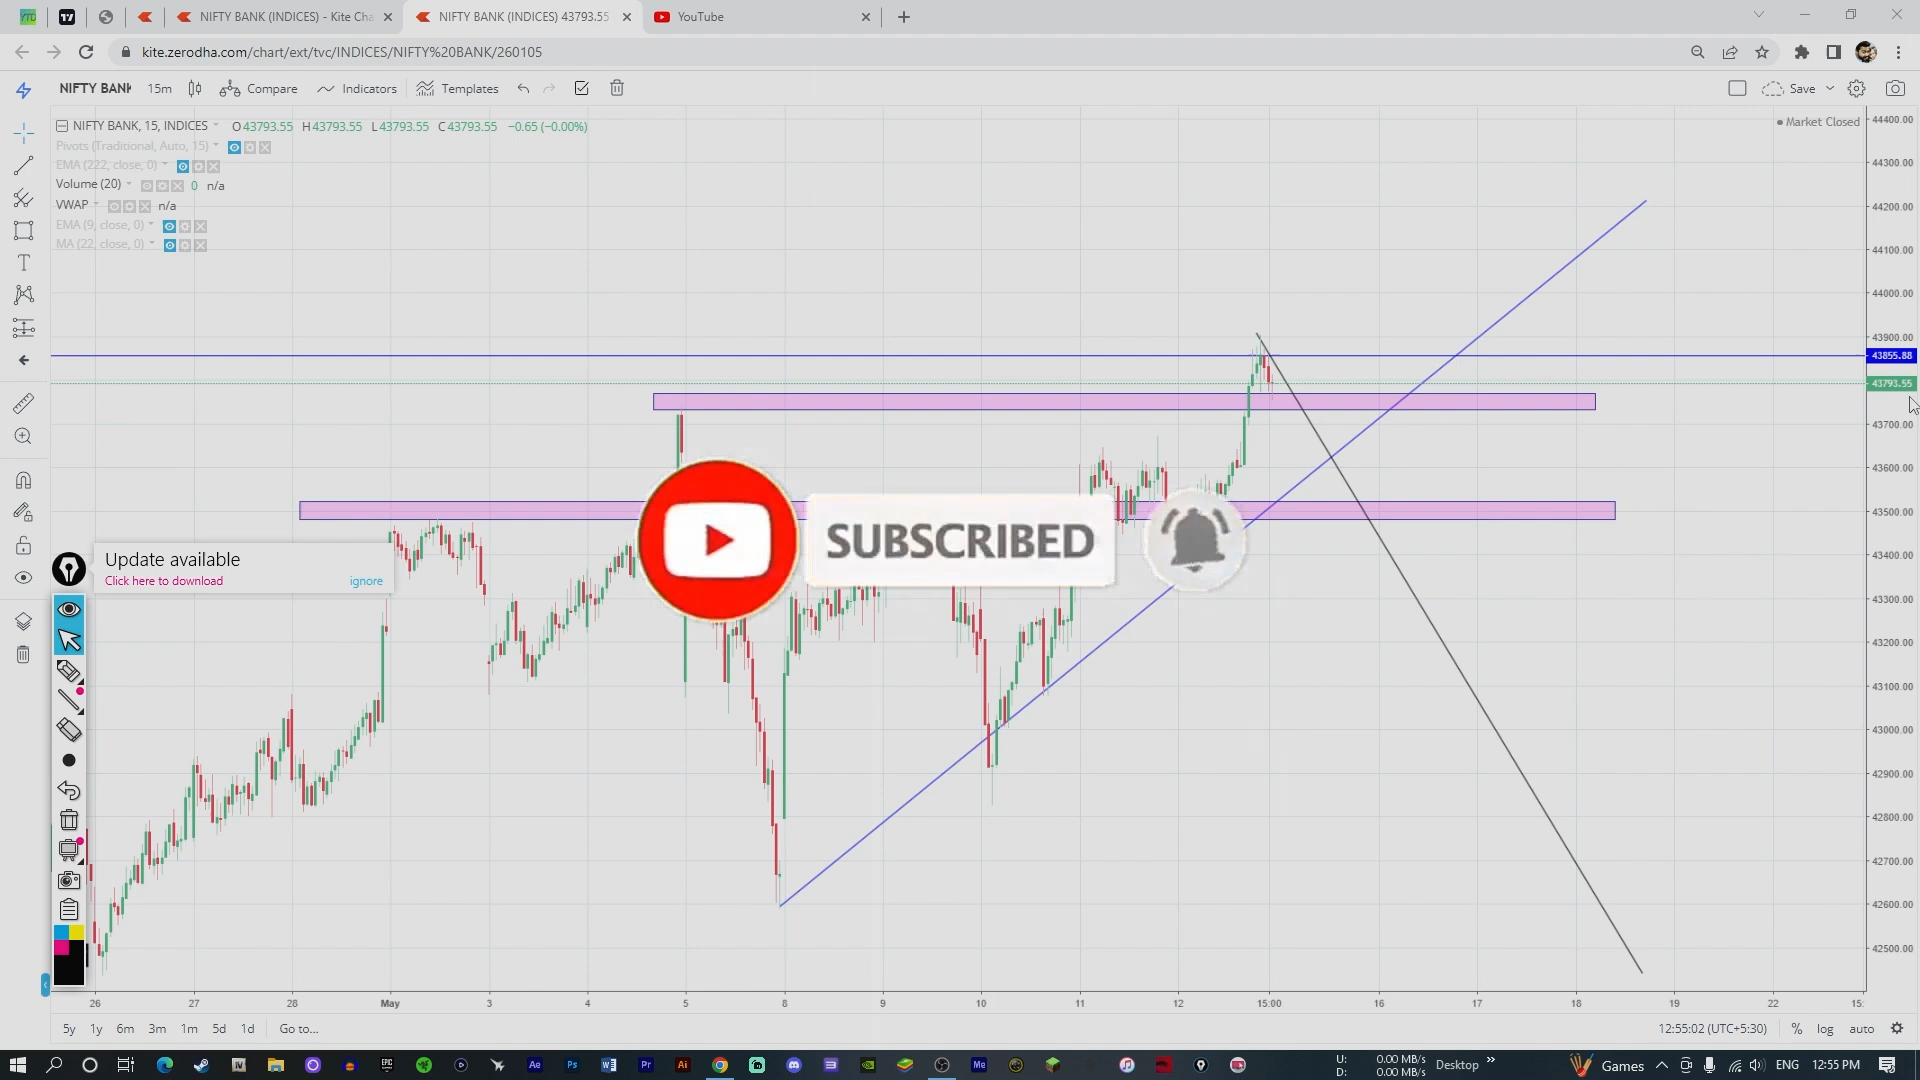 NIFTY BANK (INDICES) - Kite Cha
NIFTY BANK (INDICES) 43793.55
YouTube
kite.zerodha.com/chart/ext/tvc/INDICES/NIFTY%20BANK/260105
NIFTY BANK
15m
Compare
Indicators
Templates
Save
NIFTY BANK, 15, INDICES O43793.55 H43793.55 L43793.55 C43793.55 −0.65 (−0.00%)
Market Closed
Pivots (Traditional, Auto, 15)
EMA (222, close, 0)
Volume (20) 0 n/a
VWAP n/a
EMA (9, close, 0)
MA (22, close, 0)
44400.00
44300.00
44200.00
44100.00
44000.00
43900.00
43855.88
43793.55
43700.00
43600.00
43500.00
43400.00
43300.00
43200.00
43100.00
43000.00
42900.00
42800.00
42700.00
42600.00
42500.00
SUBSCRIBED
Update available
Click here to download ignore
26 27 28 May 3 4 5 8 9 10 11 12 15:00 16 17 18 19 22 15:
5y 1y 6m 3m 1m 5d 1d Go to...
12:55:02 (UTC+5:30) % log auto
U: 0.00 MB/s
D: 0.00 MB/s
Desktop
Games
ENG
12:55 PM